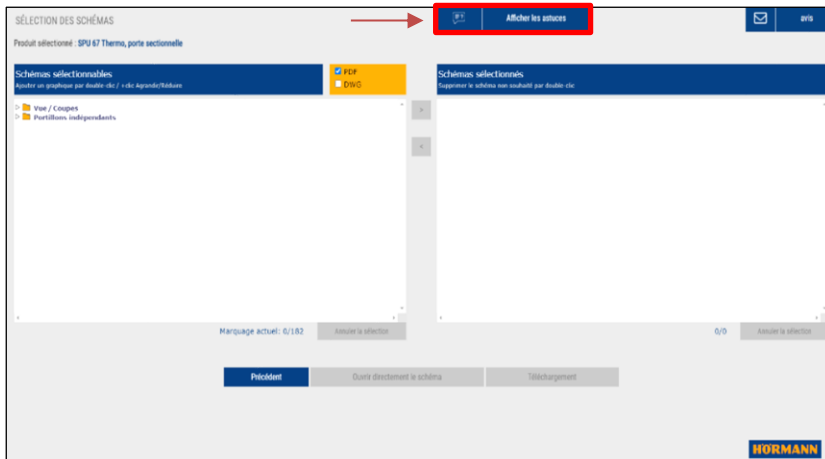 SÉLECTION DES SCHÉMAS
Afficher les astuces
avis
Produit sélectionné : SPU 67 Thermo, porte sectionnelle
Schémas sélectionnables
Ajouter un graphique par double-clic / +clic Agrandir/Réduire
PDF
DWG
Schémas sélectionnés
Supprimer le schéma non souhaité par double-clic
Vue / Coupes
Portillons indépendants
>
<
Marquage actuel: 0/182
Annuler la sélection
0/0
Annuler la sélection
Précédent
Ouvrir directement le schéma
Téléchargement
HÖRMANN